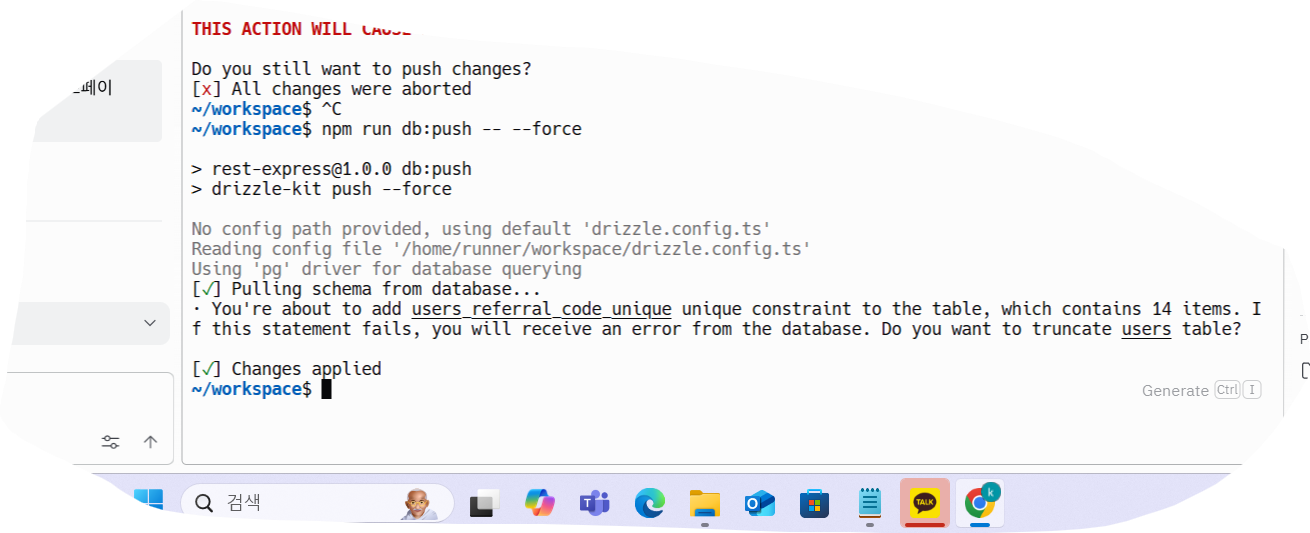 THIS ACTION WILL CAUSE
Do you still want to push changes?
[x] All changes were aborted
~/workspace$ ^C
~/workspace$ npm run db:push -- --force
> rest-express@1.0.0 db:push
> drizzle-kit push --force
No config path provided, using default 'drizzle.config.ts'
Reading config file '/home/runner/workspace/drizzle.config.ts'
Using 'pg' driver for database querying
[✓] Pulling schema from database...
· You're about to add users_referral_code_unique unique constraint to the table, which contains 14 items. I
f this statement fails, you will receive an error from the database. Do you want to truncate users table?
[✓] Changes applied
~/workspace$
Generate Ctrl I
페이
P
검색
T
O
TALK
k